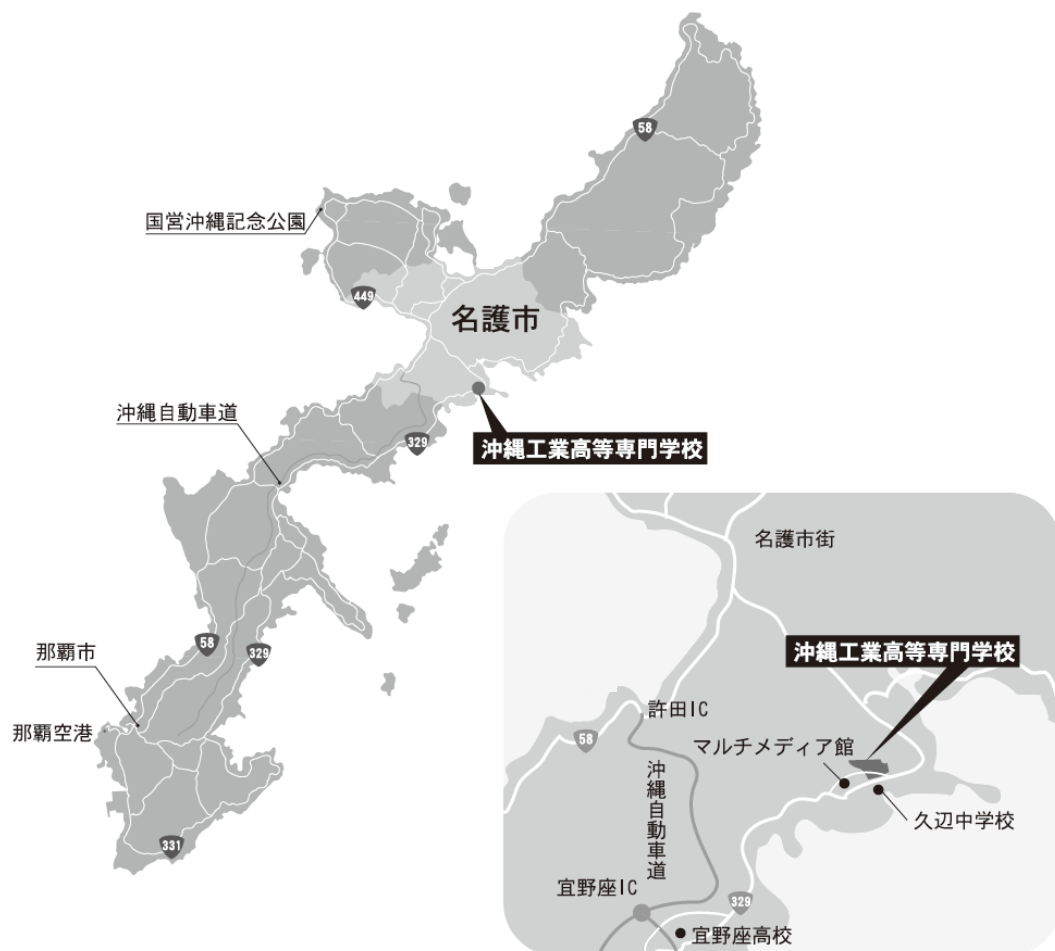 58
国営沖縄記念公園
449
名護市
沖縄自動車道
329
沖縄工業高等専門学校
58
329
那覇市
那覇空港
331
名護市街
沖縄工業高等専門学校
許田IC
58
マルチメディア館
沖縄自動車道
久辺中学校
宜野座IC
329
宜野座高校